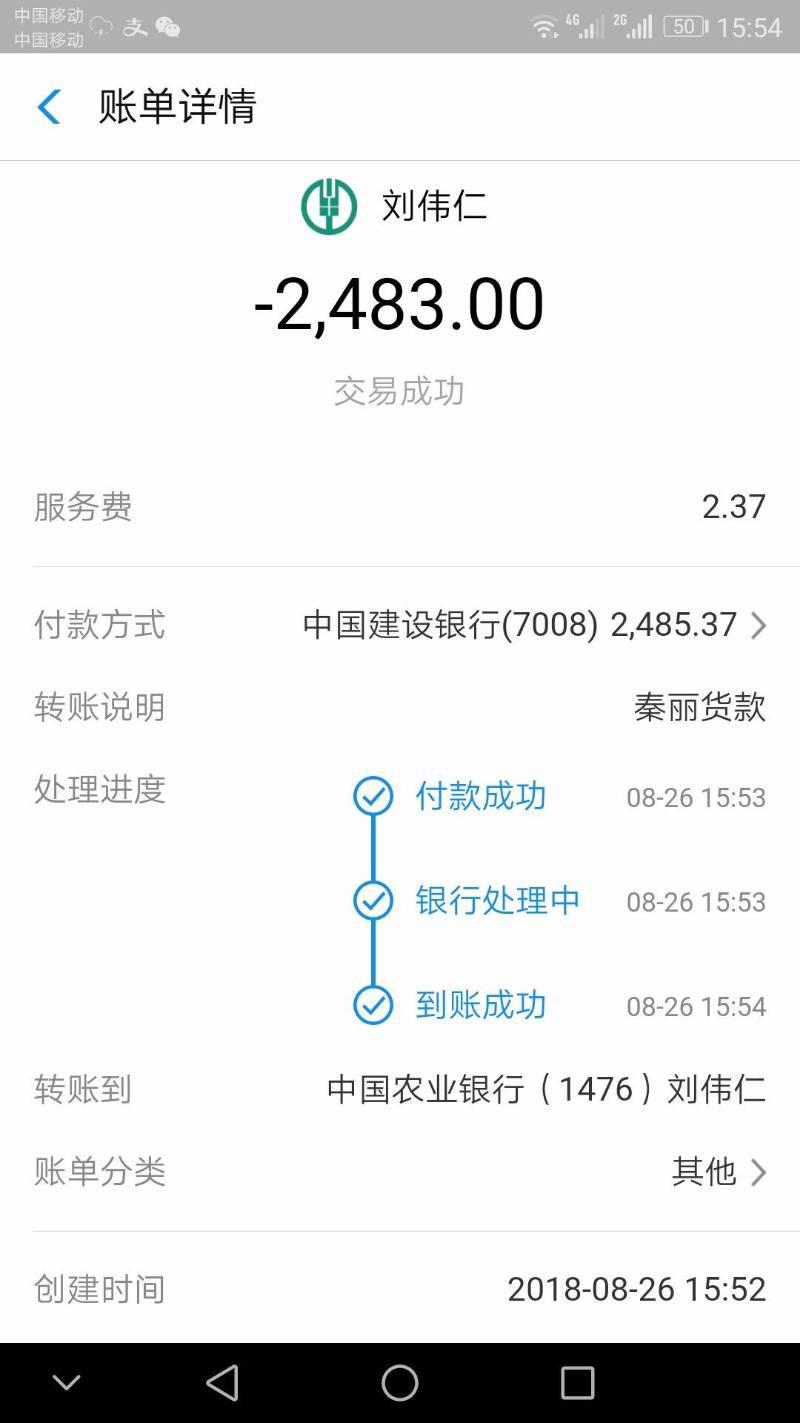 中国移动
中国移动
支
4G
2G
50
15:54
账单详情
刘伟仁
-2,483.00
交易成功
服务费 2.37
付款方式 中国建设银行(7008) 2,485.37
转账说明 秦丽货款
处理进度 付款成功 08-26 15:53
银行处理中 08-26 15:53
到账成功 08-26 15:54
转账到 中国农业银行（1476）刘伟仁
账单分类 其他
创建时间 2018-08-26 15:52